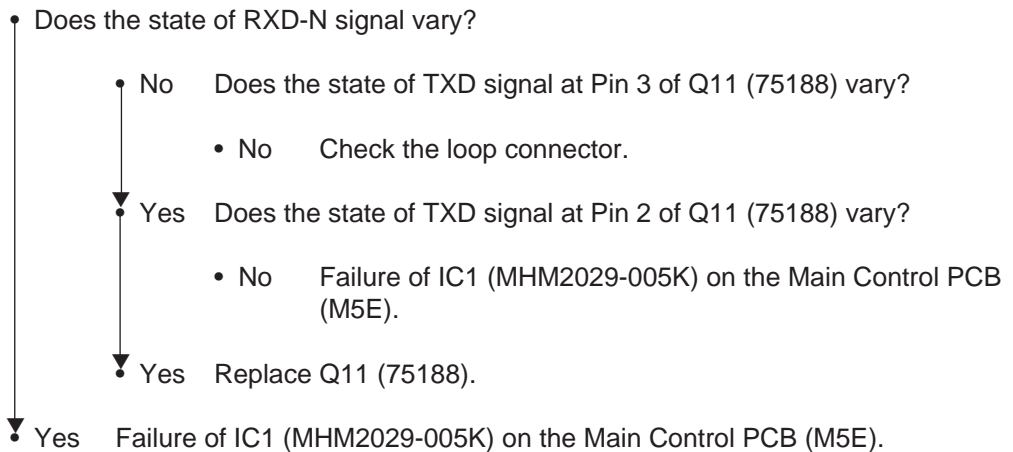 • Does the state of RXD-N signal vary?
• No Does the state of TXD signal at Pin 3 of Q11 (75188) vary?
• No Check the loop connector.
• Yes Does the state of TXD signal at Pin 2 of Q11 (75188) vary?
• No Failure of IC1 (MHM2029-005K) on the Main Control PCB
(M5E).
• Yes Replace Q11 (75188).
• Yes Failure of IC1 (MHM2029-005K) on the Main Control PCB (M5E).